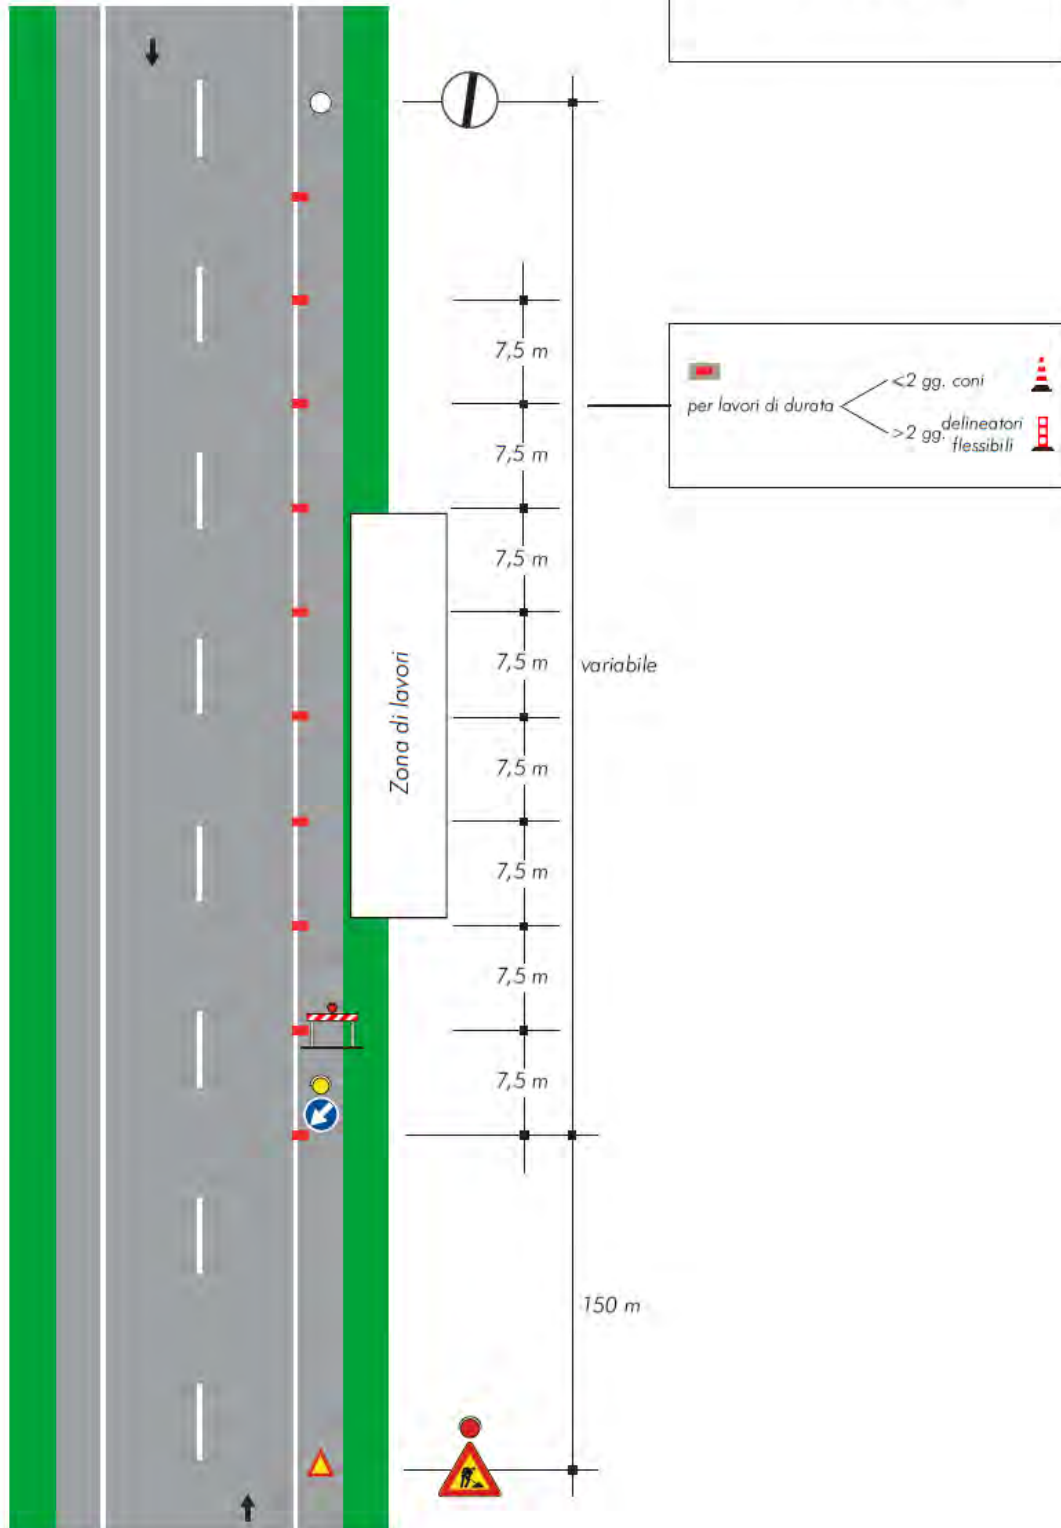 7,5 m
7,5 m
7,5 m
7,5 m
7,5 m
7,5 m
7,5 m
7,5 m
variabile
150 m
Zona di lavori
per lavori di durata
<2 gg. coni
>2 gg. delineatori
flessibili